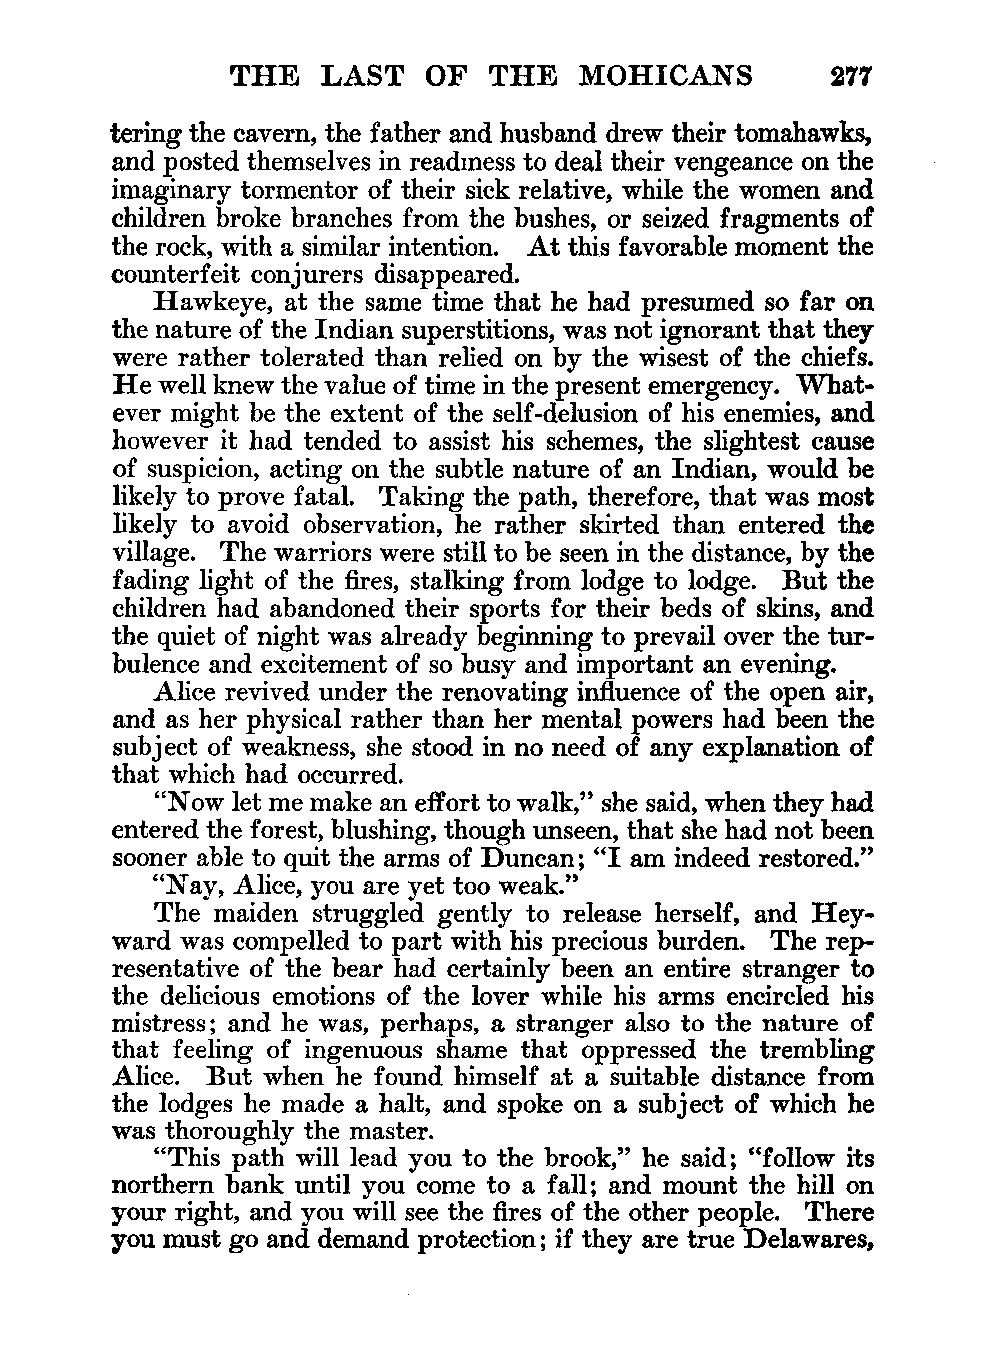 THE LAST OF THE MOHICANS 277
tering the cavern, the father and husband drew their tomahawks,
and posted themselves in readiness to deal their vengeance on the
imaginary tormentor of their sick relative, while the women and
children broke branches from the bushes, or seized fragments of
the rock, with a similar intention. At this favorable moment the
counterfeit conjurers disappeared.
Hawkeye, at the same time that he had presumed so far on
the nature of the Indian superstitions, was not ignorant that they
were rather tolerated than relied on by the wisest of the chiefs.
He well knew the value of time in the present emergency. What-
ever might be the extent of the self-delusion of his enemies, and
however it had tended to assist his schemes, the slightest cause
of suspicion, acting on the subtle nature of an Indian, would be
likely to prove fatal. Taking the path, therefore, that was most
likely to avoid observation, he rather skirted than entered the
village. The warriors were still to be seen in the distance, by the
fading light of the fires, stalking from lodge to lodge. But the
children had abandoned their sports for their beds of skins, and
the quiet of night was already beginning to prevail over the tur-
bulence and excitement of so busy and important an evening.
Alice revived under the renovating influence of the open air,
and as her physical rather than her mental powers had been the
subject of weakness, she stood in no need of any explanation of
that which had occurred.
“Now let me make an effort to walk,” she said, when they had
entered the forest, blushing, though unseen, that she had not been
sooner able to quit the arms of Duncan; “I am indeed restored.”
“Nay, Alice, you are yet too weak.”
The maiden struggled gently to release herself, and Hey-
ward was compelled to part with his precious burden. The rep-
resentative of the bear had certainly been an entire stranger to
the delicious emotions of the lover while his arms encircled his
mistress; and he was, perhaps, a stranger also to the nature of
that feeling of ingenuous shame that oppressed the trembling
Alice. But when he found himself at a suitable distance from
the lodges he made a halt, and spoke on a subject of which he
was thoroughly the master.
“This path will lead you to the brook,” he said; “follow its
northern bank until you come to a fall; and mount the hill on
your right, and you will see the fires of the other people. There
you must go and demand protection; if they are true Delawares,